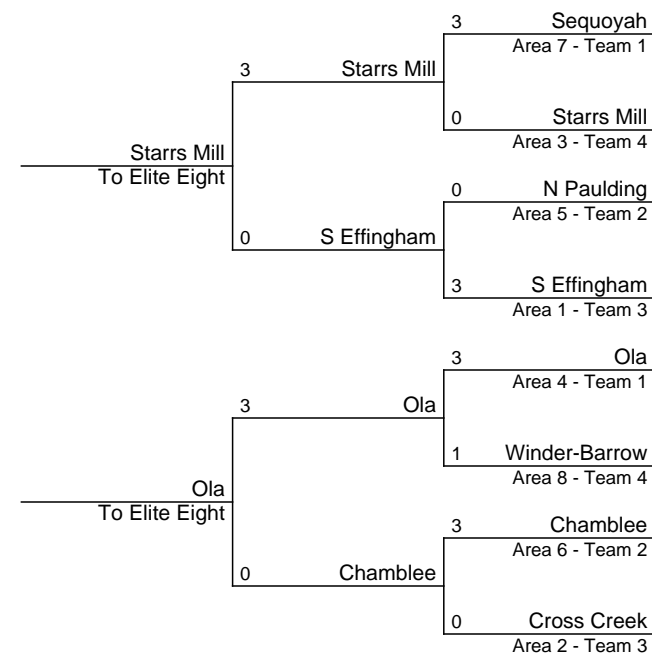 3 Sequoyah
Area 7 - Team 1
3 Starrs Mill
0 Starrs Mill
Area 3 - Team 4
Starrs Mill
To Elite Eight
0 N Paulding
Area 5 - Team 2
0 S Effingham
3 S Effingham
Area 1 - Team 3
3 Ola
Area 4 - Team 1
3 Ola
1 Winder-Barrow
Area 8 - Team 4
Ola
To Elite Eight
3 Chamblee
Area 6 - Team 2
0 Chamblee
0 Cross Creek
Area 2 - Team 3